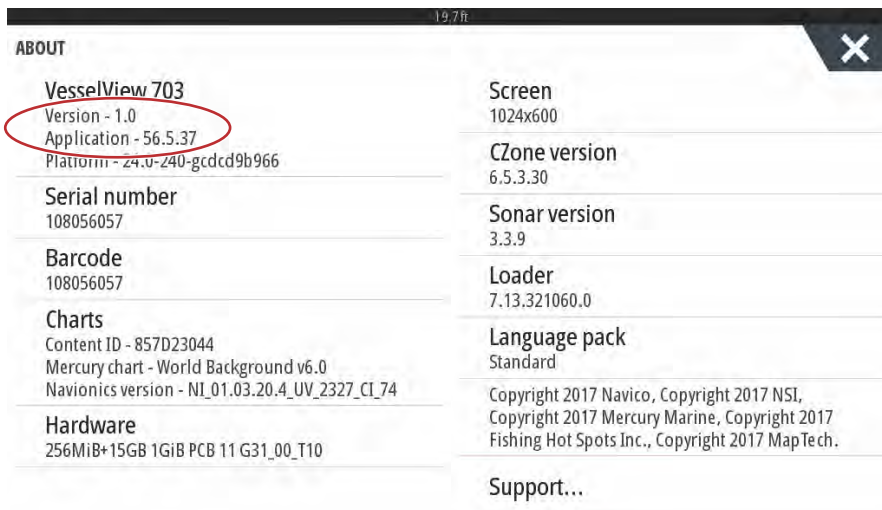 19.7ft
ABOUT
VesselView 703
Version - 1.0
Application - 56.5.37
Platform - 24.0-240-gcdcd9b966
Serial number
108056057
Barcode
108056057
Charts
Content ID - 857D23044
Mercury chart - World Background v6.0
Navionics version - NI_01.03.20.4_UV_2327_CI_74
Hardware
256MiB+15GB 1GiB PCB 11 G31_00_T10
Screen
1024x600
CZone version
6.5.3.30
Sonar version
3.3.9
Loader
7.13.321060.0
Language pack
Standard
Copyright 2017 Navico, Copyright 2017 NSI,
Copyright 2017 Mercury Marine, Copyright 2017
Fishing Hot Spots Inc., Copyright 2017 MapTech.
Support...